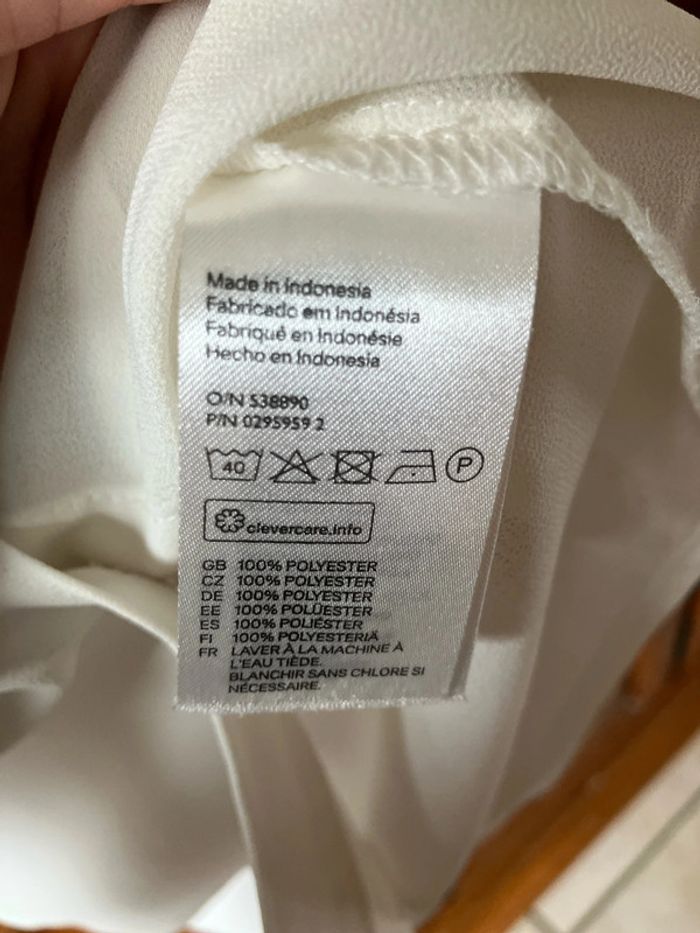 Made in Indonesia
Fabricado em Indonésia
Fabriqué en Indonésie
Hecho en Indonesia
O/N 538890
P/N 0295959 2
40 P
clevercare.info
GB 100% POLYESTER
CZ 100% POLYESTER
DE 100% POLYESTER
EE 100% POLÜESTER
ES 100% POLIÉSTER
FI 100% POLYESTERIÄ
FR LAVER À LA MACHINE À
L'EAU TIÈDE.
BLANCHIR SANS CHLORE SI
NÉCESSAIRE.